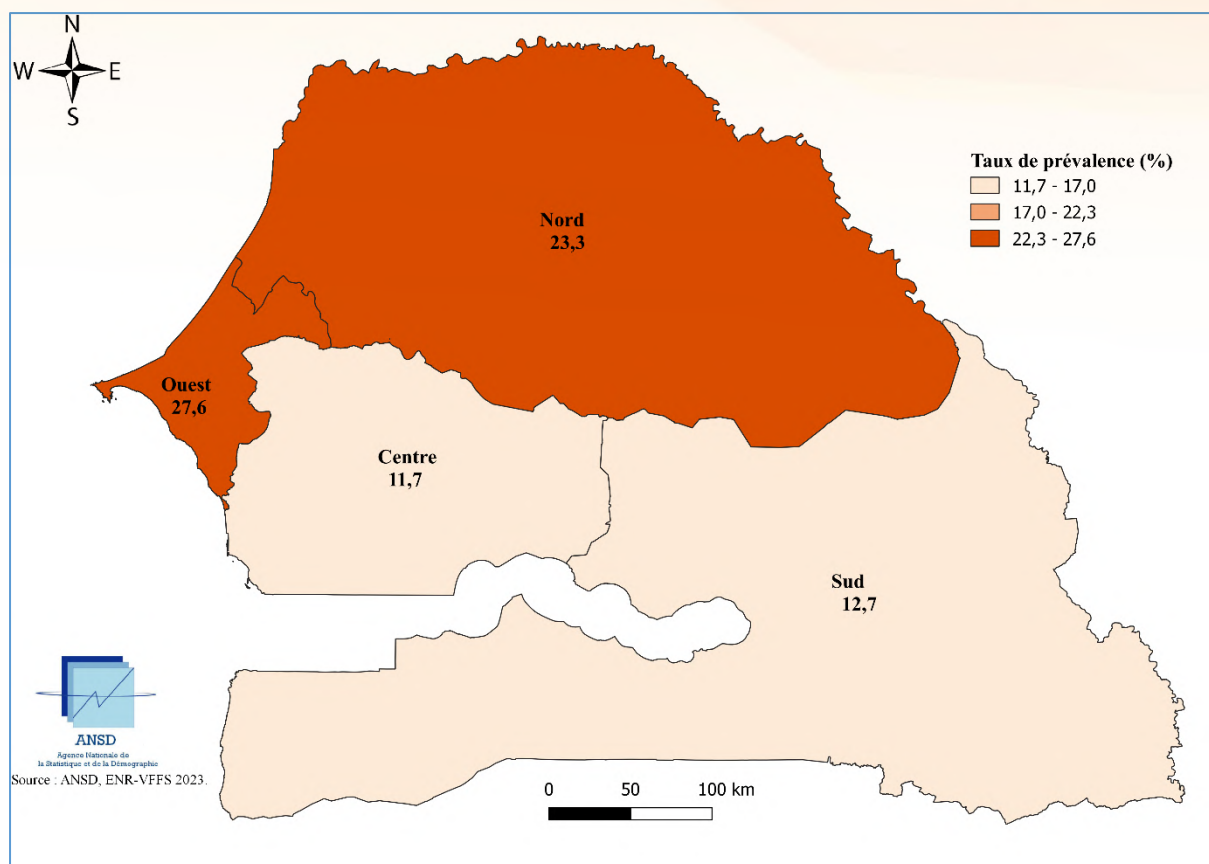 N
W E
S
Taux de prévalence (%)
11,7 - 17,0
17,0 - 22,3
22,3 - 27,6
Nord
23,3
Ouest
27,6
Centre
11,7
Sud
12,7
ANSD
Agence Nationale de
la Statistique et de la Démographie
Source : ANSD, ENR-VFFS 2023.
0 50 100 km